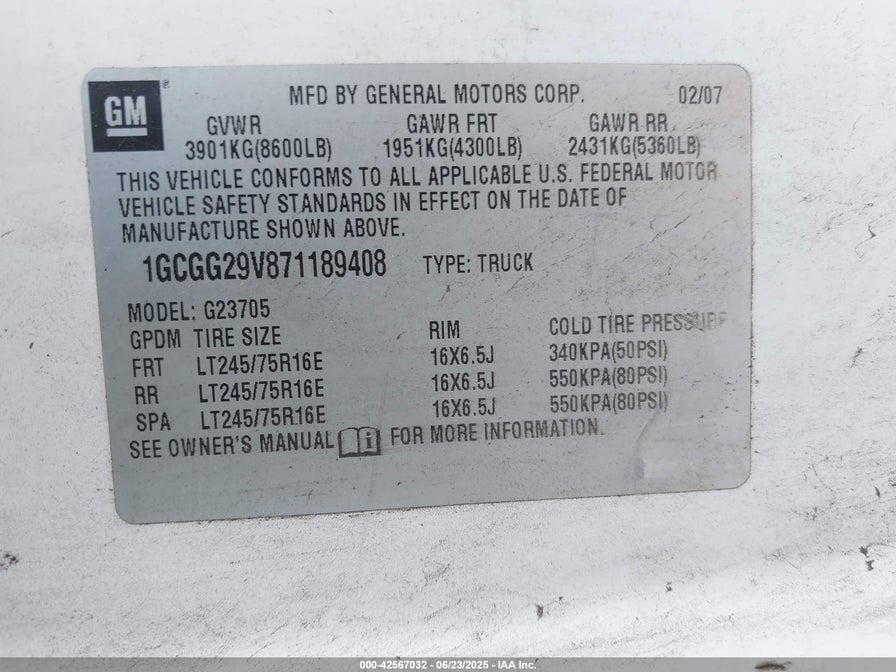 GM
MFD BY GENERAL MOTORS CORP. 02/07
GVWR GAWR FRT GAWR RR
3901KG(8600LB) 1951KG(4300LB) 2431KG(5360LB)
THIS VEHICLE CONFORMS TO ALL APPLICABLE U.S. FEDERAL MOTOR
VEHICLE SAFETY STANDARDS IN EFFECT ON THE DATE OF
MANUFACTURE SHOWN ABOVE.
1GCGG29V871189408 TYPE: TRUCK
MODEL: G23705
GPDM TIRE SIZE RIM COLD TIRE PRESSURE
FRT LT245/75R16E 16X6.5J 340KPA(50PSI)
RR LT245/75R16E 16X6.5J 550KPA(80PSI)
SPA LT245/75R16E 16X6.5J 550KPA(80PSI)
SEE OWNER'S MANUAL i FOR MORE INFORMATION.
000-42567032 - 06/23/2025 - IAA Inc.